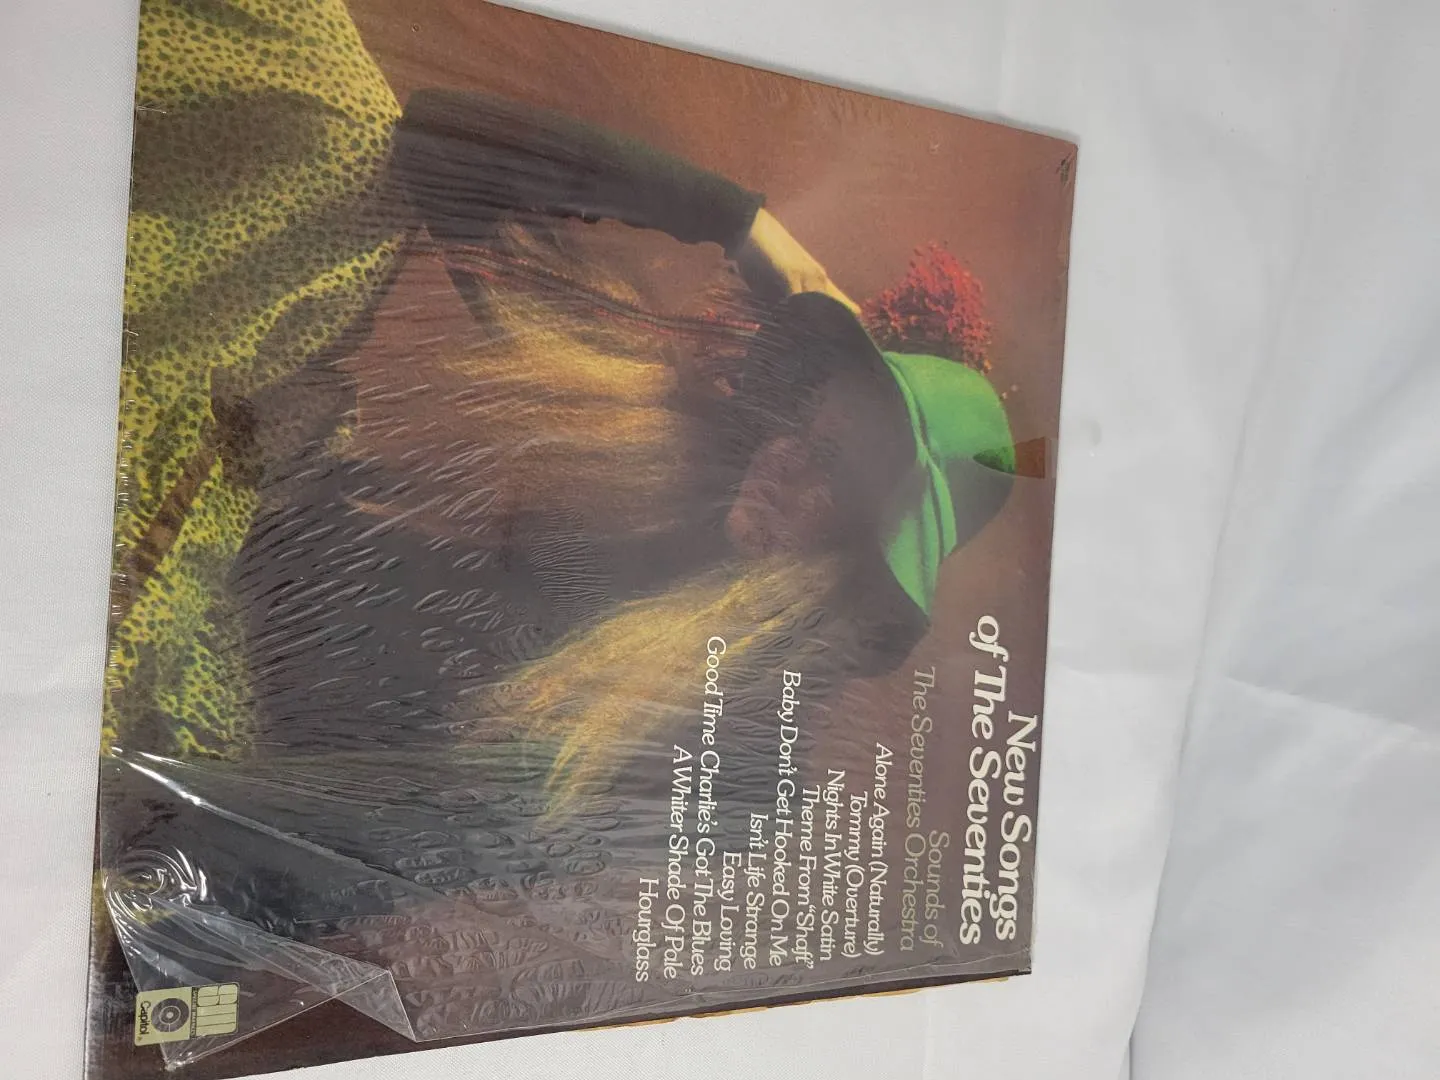 New Songs
of The Seventies
Sounds of
The Seventies Orchestra
Alone Again (Naturally)
Tommy (Overture)
Nights In White Satin
Theme From "Shaft"
Baby Don't Get Hooked On Me
Isn't Life Strange
Easy Loving
Good Time Charlie's Got The Blues
A Whiter Shade Of Pale
Hourglass
Capitol